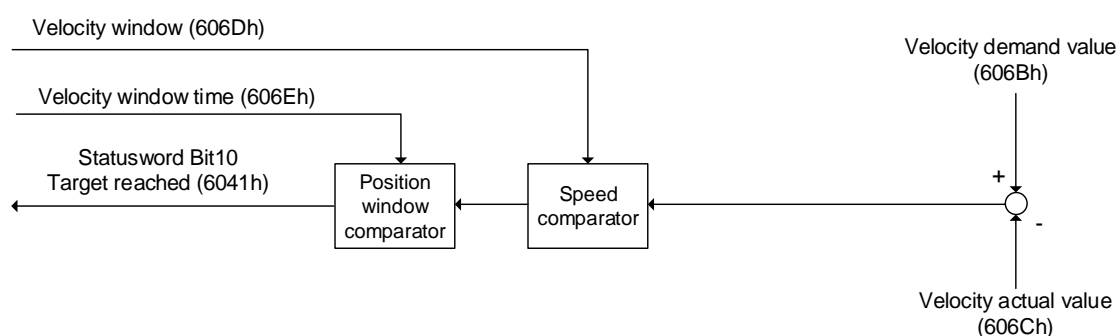 Velocity window (606Dh)
Velocity demand value
(606Bh)
Velocity window time (606Eh)
Statusword Bit10
Target reached (6041h)
Position
window
comparator
Speed
comparator
+
-
Velocity actual value
(606Ch)